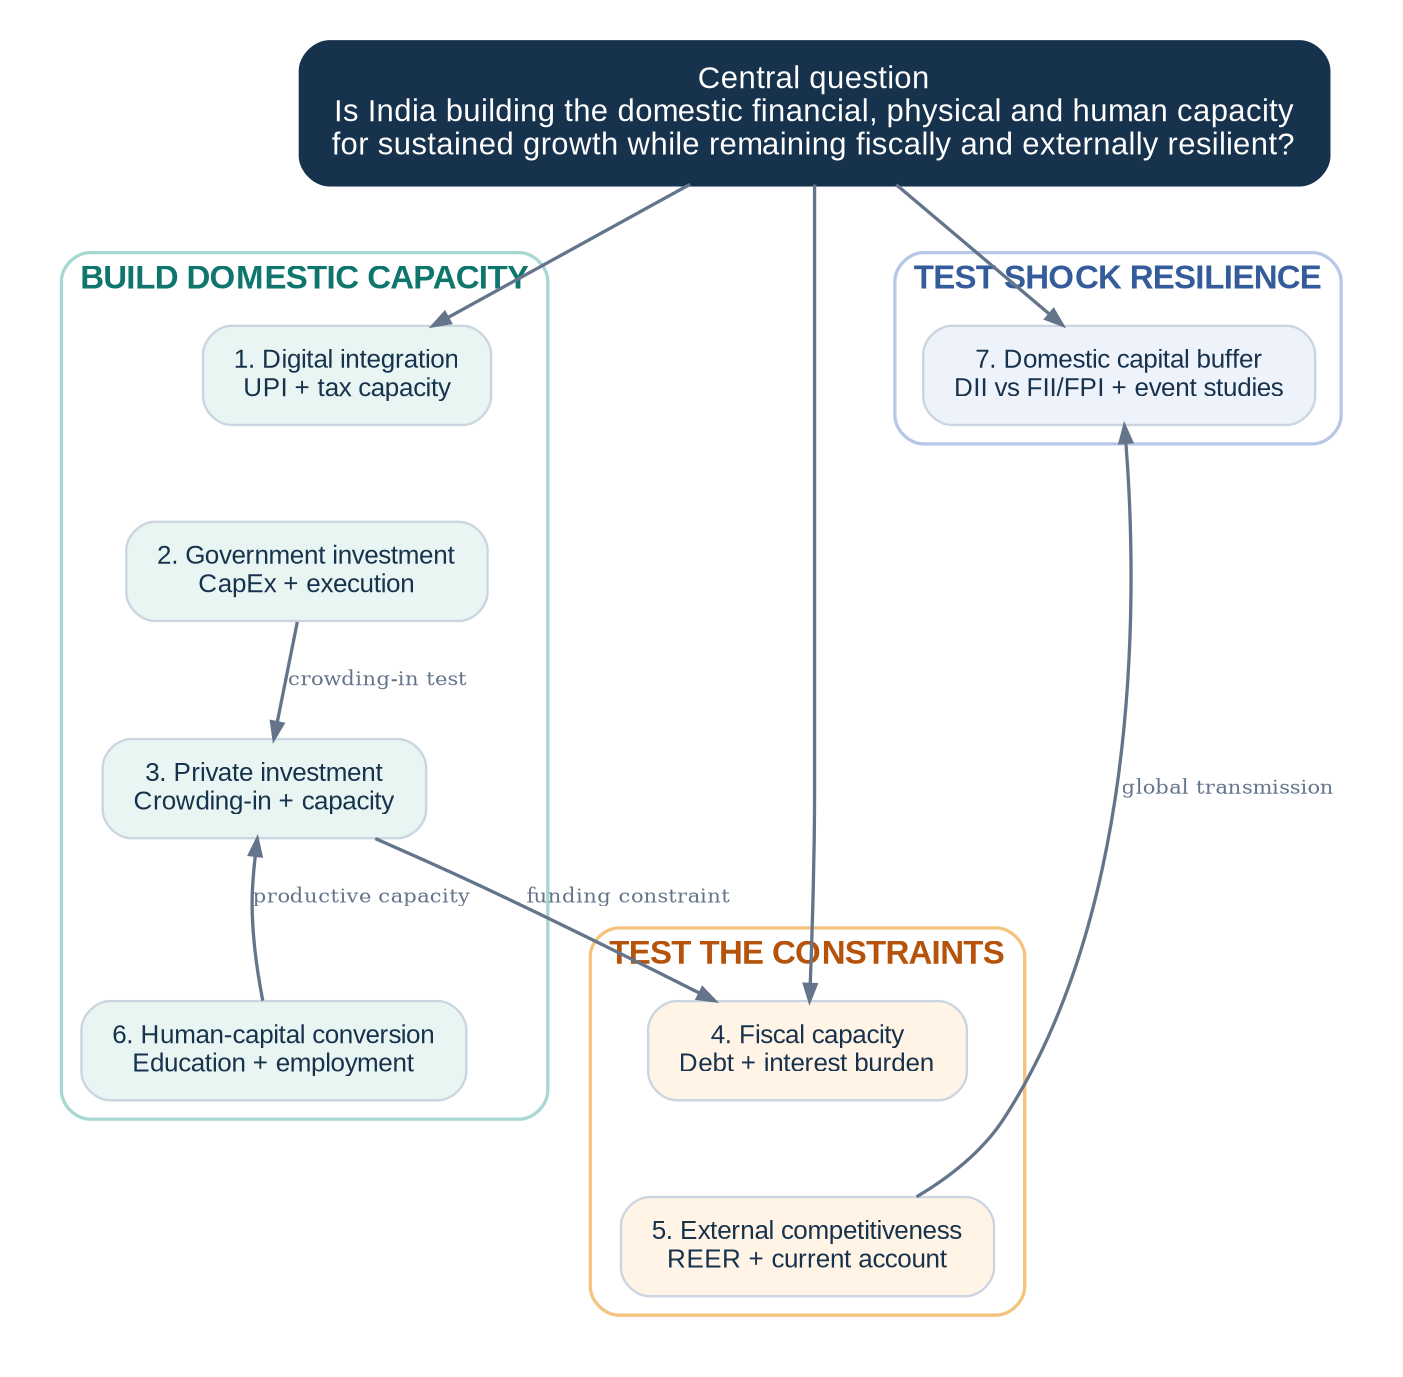 Central question
Is India building the domestic financial, physical and human capacity
for sustained growth while remaining fiscally and externally resilient?
BUILD DOMESTIC CAPACITY
1. Digital integration
UPI + tax capacity
2. Government investment
CapEx + execution
crowding-in test
3. Private investment
Crowding-in + capacity
productive capacity
6. Human-capital conversion
Education + employment
funding constraint
TEST THE CONSTRAINTS
4. Fiscal capacity
Debt + interest burden
5. External competitiveness
REER + current account
TEST SHOCK RESILIENCE
7. Domestic capital buffer
DII vs FII/FPI + event studies
global transmission